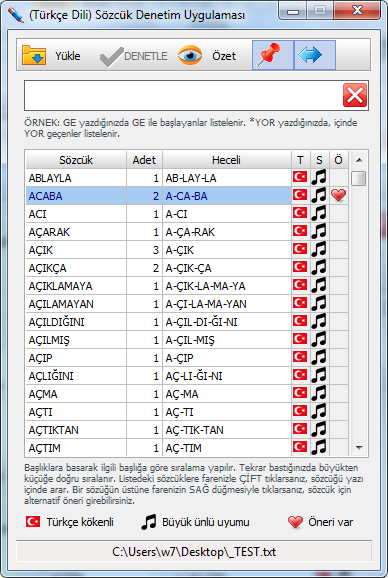 (Türkçe Dili) Sözcük Denetim Uygulaması
Yükle DENETLE Özet
ÖRNEK: GE yazdığınızda GE ile başlayanlar listelenir. *YOR yazdığınızda, içinde
YOR geçenler listelenir.
Sözcük Adet Heceli T S Ö
ABLAYLA 1 AB-LAY-LA
ACABA 2 A-CA-BA
ACI 1 A-CI
AÇARAK 1 A-ÇA-RAK
AÇIK 3 A-ÇIK
AÇIKÇA 2 A-ÇIK-ÇA
AÇIKLAMAYA 1 A-ÇIK-LA-MA-YA
AÇILAMAYAN 1 A-ÇI-LA-MA-YAN
AÇILDIĞINI 1 A-ÇIL-DI-ĞI-NI
AÇILMIŞ 1 A-ÇIL-MIŞ
AÇIP 1 A-ÇIP
AÇLIĞINI 1 AÇ-LI-ĞI-NI
AÇMA 1 AÇ-MA
AÇTI 1 AÇ-TI
AÇTIKTAN 1 AÇ-TIK-TAN
AÇTIM 1 AÇ-TIM
Başlıklara basarak ilgili başlığa göre sıralama yapılır. Tekrar bastığınızda büyükten
küçüğe doğru sıralanır. Listedeki sözcüklere farenizle ÇİFT tıklarsanız, sözcüğü yazı
içinde arar. Bir sözüğün üstüne farenizin SAĞ düğmesiyle tıklarsanız, sözcük için
alternatif öneri girebilirsiniz.
Türkçe kökenli Büyük ünlü uyumu Öneri var
C:\Users\w7\Desktop\_TEST.txt